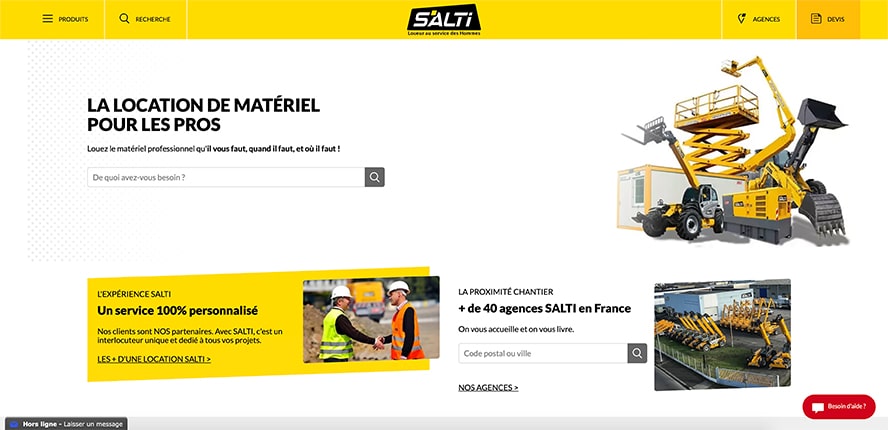 PRODUITS
RECHERCHE
SALTi
Loueur au service des Hommes
AGENCES
DEVIS
LA LOCATION DE MATÉRIEL
POUR LES PROS
Louez le matériel professionnel qu'il vous faut, quand il faut, et où il faut !
De quoi avez-vous besoin ?
L'EXPÉRIENCE SALTI
Un service 100% personnalisé
Nos clients sont NOS partenaires. Avec SALTI, c'est un
interlocuteur unique et dédié à tous vos projets.
LES + D'UNE LOCATION SALTI >
LA PROXIMITÉ CHANTIER
+ de 40 agences SALTI en France
On vous accueille et on vous livre.
Code postal ou ville
NOS AGENCES >
Besoin d'aide ?
Hors ligne - Laisser un message